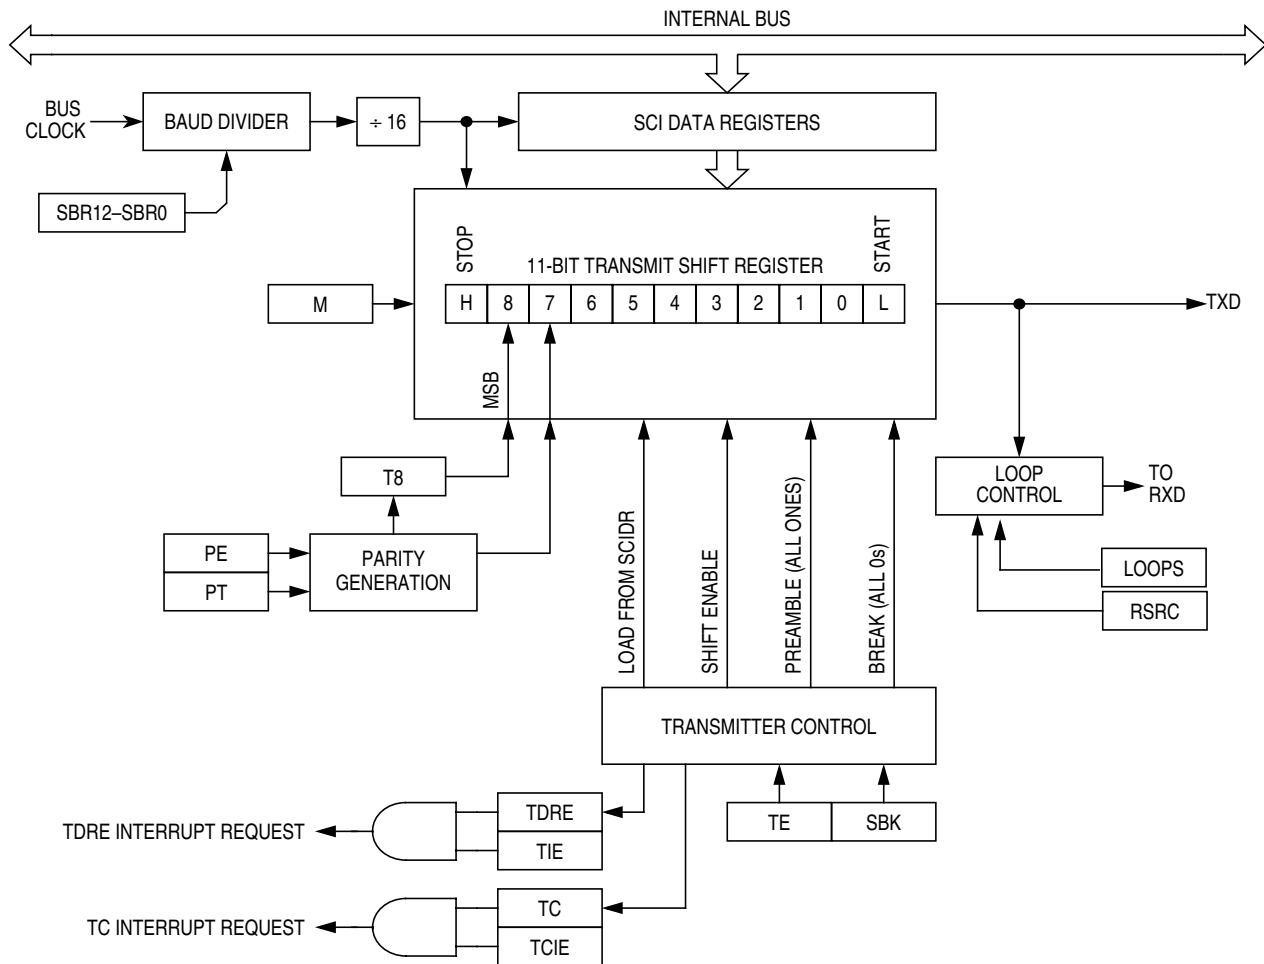 INTERNAL BUS
BUS
CLOCK
BAUD DIVIDER
÷ 16
SCI DATA REGISTERS
SBR12–SBR0
STOP
11-BIT TRANSMIT SHIFT REGISTER
START
M
H 8 7 6 5 4 3 2 1 0 L
TXD
MSB
T8
LOOP
CONTROL
TO
RXD
PE
PT
PARITY
GENERATION
LOAD FROM SCIDR
SHIFT ENABLE
PREAMBLE (ALL ONES)
BREAK (ALL 0s)
LOOPS
RSRC
TRANSMITTER CONTROL
TDRE INTERRUPT REQUEST
TDRE
TIE
TE
SBK
TC INTERRUPT REQUEST
TC
TCIE